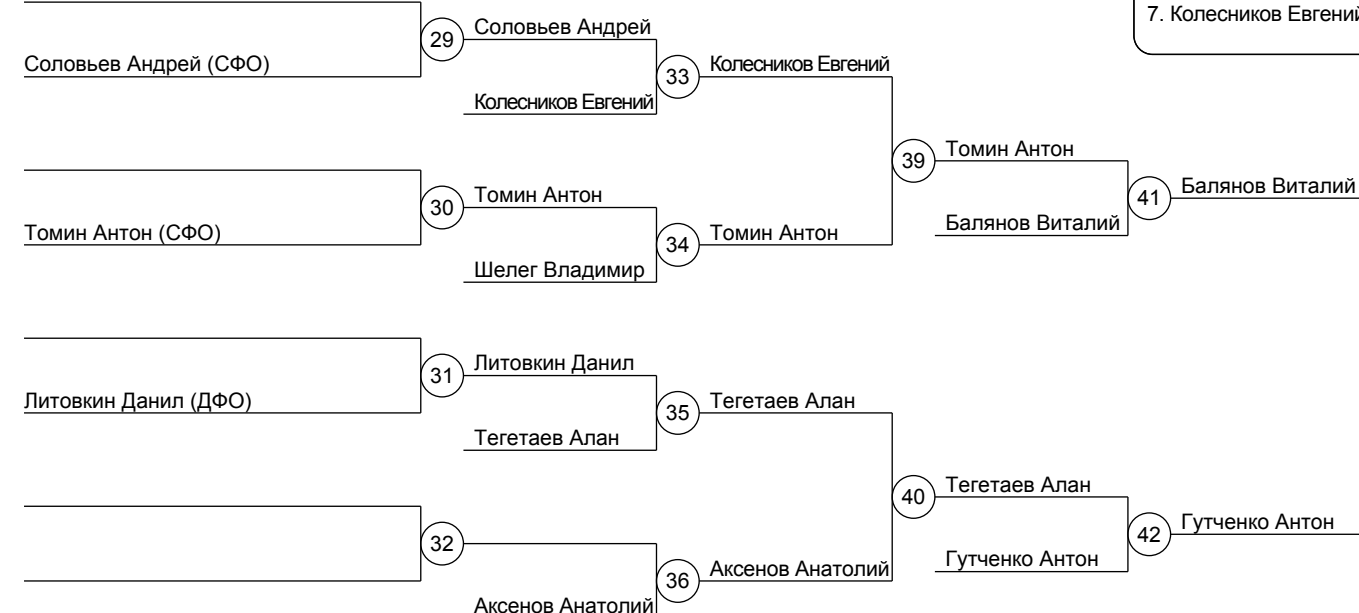 7. Колесников Евгений
29
Соловьев Андрей
Соловьев Андрей (СФО)
33
Колесников Евгений
Колесников Евгений
39
Томин Антон
41
Балянов Виталий
30
Томин Антон
Томин Антон (СФО)
34
Томин Антон
Балянов Виталий
Шелег Владимир
31
Литовкин Данил
Литовкин Данил (ДФО)
35
Тегетаев Алан
Тегетаев Алан
40
Тегетаев Алан
42
Гутченко Антон
32
Гутченко Антон
36
Аксенов Анатолий
Аксенов Анатолий